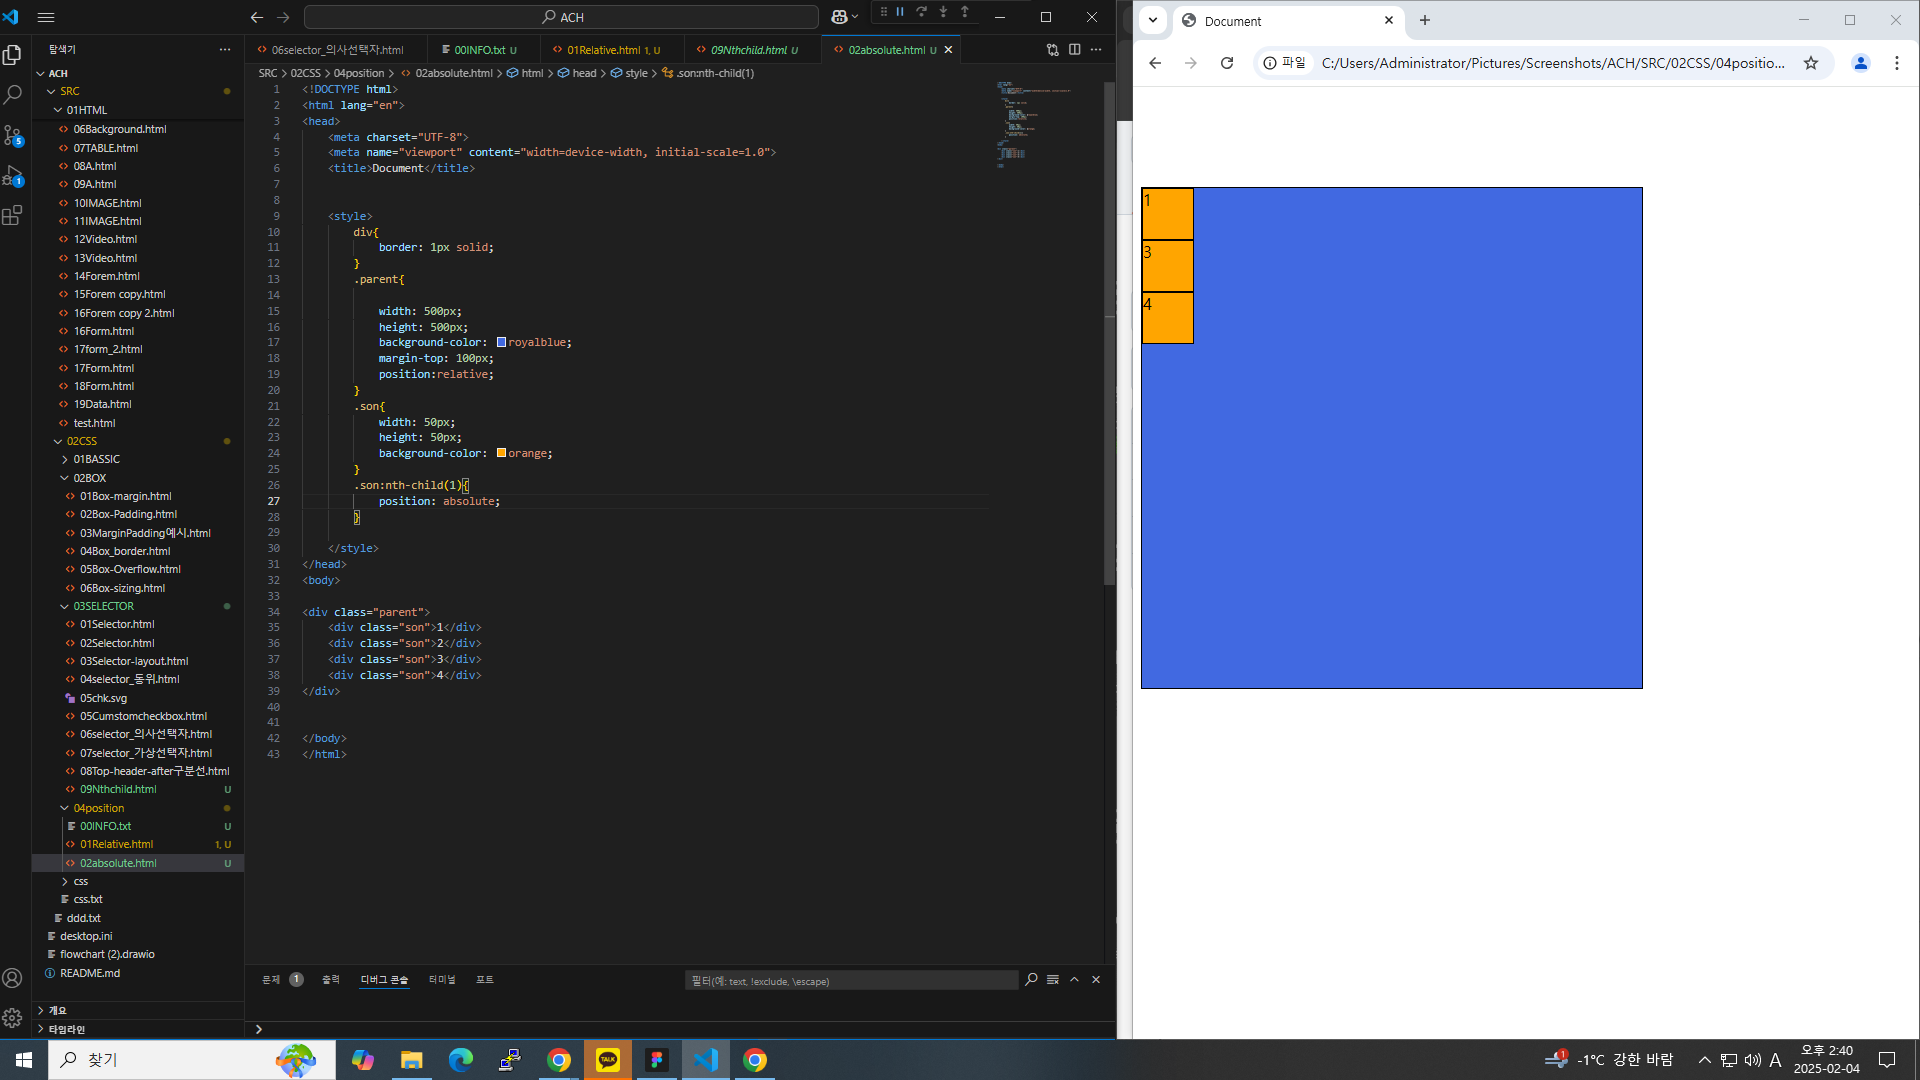 ACH
탐색기
ACH
SRC
01HTML
06Background.html
07TABLE.html
08A.html
09A.html
10IMAGE.html
11IMAGE.html
12Video.html
13Video.html
14Forem.html
15Forem copy.html
16Forem copy 2.html
16Form.html
17form_2.html
17Form.html
18Form.html
19Data.html
test.html
02CSS
01BASSIC
02BOX
01Box-margin.html
02Box-Padding.html
03MarginPadding예시.html
04Box_border.html
05Box-Overflow.html
06Box-sizing.html
03SELECTOR
01Selector.html
02Selector.html
03Selector-layout.html
04selector_동위.html
05chk.svg
05Cumstomcheckbox.html
06selector_의사선택자.html
07selector_가상선택자.html
08Top-header-after구분선.html
09Nthchild.html U
04position
00INFO.txt U
01Relative.html 1, U
02absolute.html U
css
css.txt
ddd.txt
desktop.ini
flowchart (2).drawio
README.md
개요
타임라인
5
1
06selector_의사선택자.html
00INFO.txt U
01Relative.html 1, U
09Nthchild.html U
02absolute.html U
SRC > 02CSS > 04position > 02absolute.html > html > head > style > .son:nth-child(1)
1 <!DOCTYPE html>
2 <html lang="en">
3 <head>
4 <meta charset="UTF-8">
5 <meta name="viewport" content="width=device-width, initial-scale=1.0">
6 <title>Document</title>
7
8
9 <style>
10 div{
11 border: 1px solid;
12 }
13 .parent{
14
15 width: 500px;
16 height: 500px;
17 background-color: royalblue;
18 margin-top: 100px;
19 position:relative;
20 }
21 .son{
22 width: 50px;
23 height: 50px;
24 background-color: orange;
25 }
26 .son:nth-child(1){
27 position: absolute;
28 }
29
30 </style>
31 </head>
32 <body>
33
34 <div class="parent">
35 <div class="son">1</div>
36 <div class="son">2</div>
37 <div class="son">3</div>
38 <div class="son">4</div>
39 </div>
40
41
42 </body>
43 </html>
문제 1 출력 디버그 콘솔 터미널 포트
필터(예: text, !exclude, \escape)
Document
파일 C:/Users/Administrator/Pictures/Screenshots/ACH/SRC/02CSS/04positio...
1
3
4
찾기
TALK
1
-1°C 강한 바람
A
오후 2:40
2025-02-04